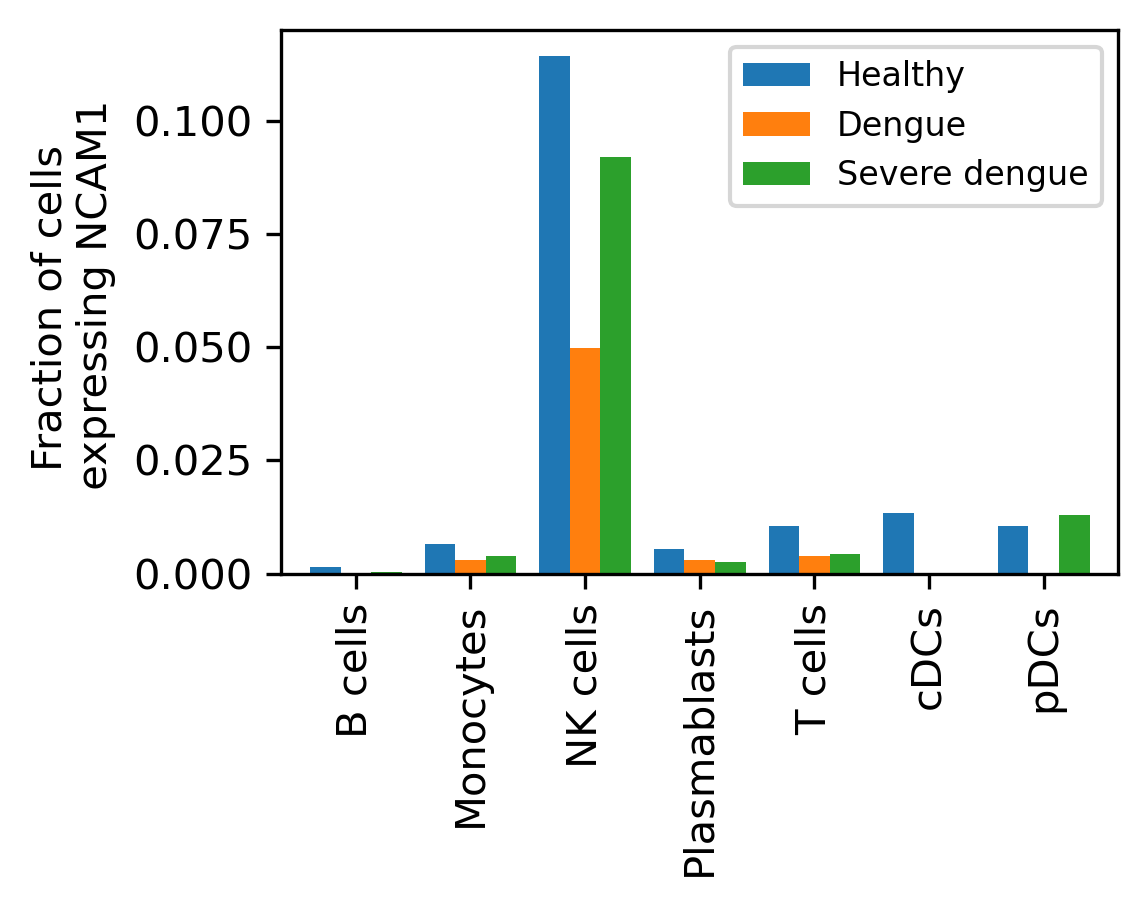 Fraction of cells
expressing NCAM1
0.100
0.075
0.050
0.025
0.000
Healthy
Dengue
Severe dengue
B cells
Monocytes
NK cells
Plasmablasts
T cells
cDCs
pDCs